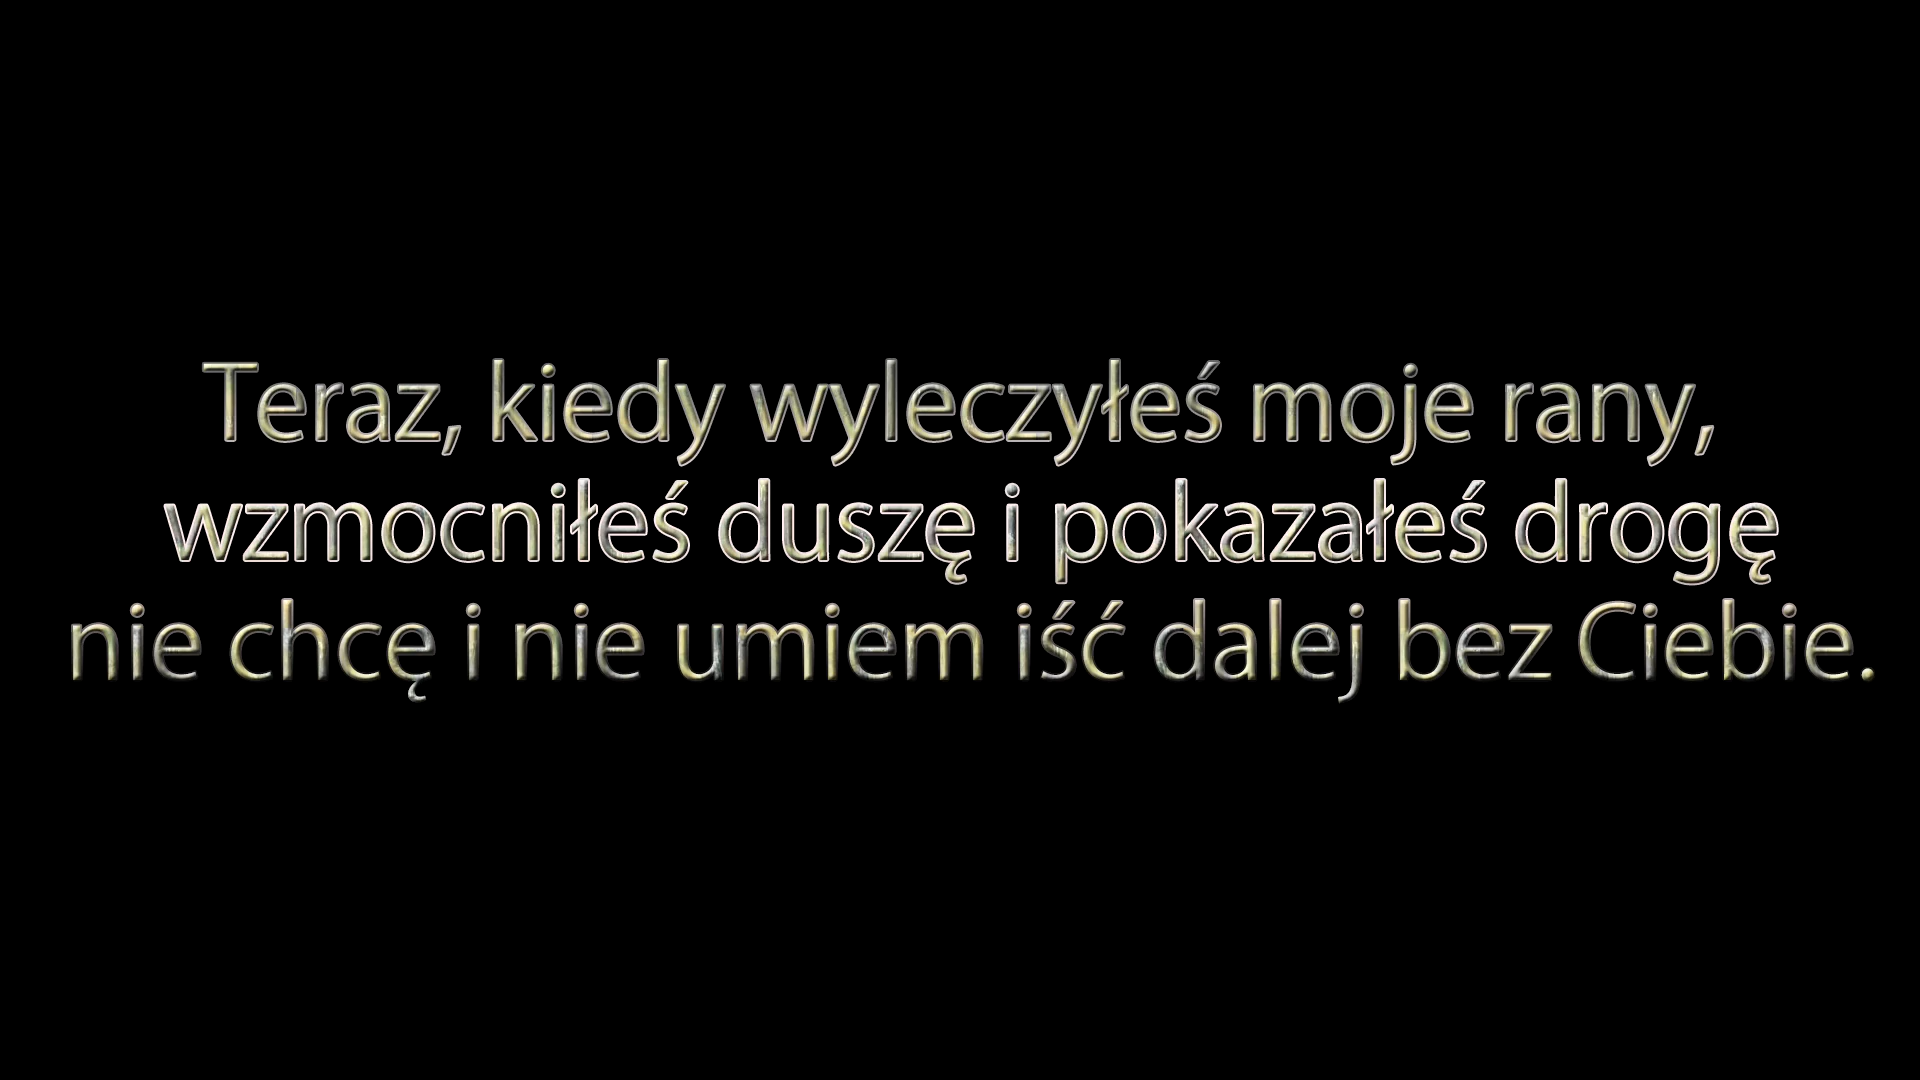 Teraz, kiedy wyleczyłeś moje rany,
wzmocniłeś duszę i pokazałeś drogę
nie chcę i nie umiem iść dalej bez Ciebie.